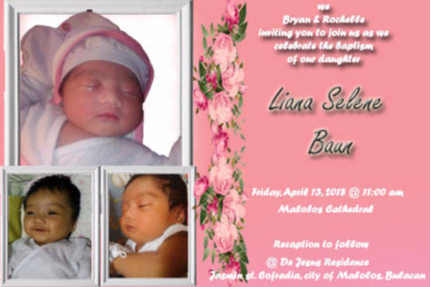 we
Bryan & Rochelle
inviting you to join us as we
celebrate the baptism
of our daughter
Liana Selene
Baun
Friday, April 13, 2018 @ 11:00 am
Malolos Cathedral
Reception to follow
@ De Jesus Residence
Jasmin st. Cofradia, city of Malolos, Bulacan